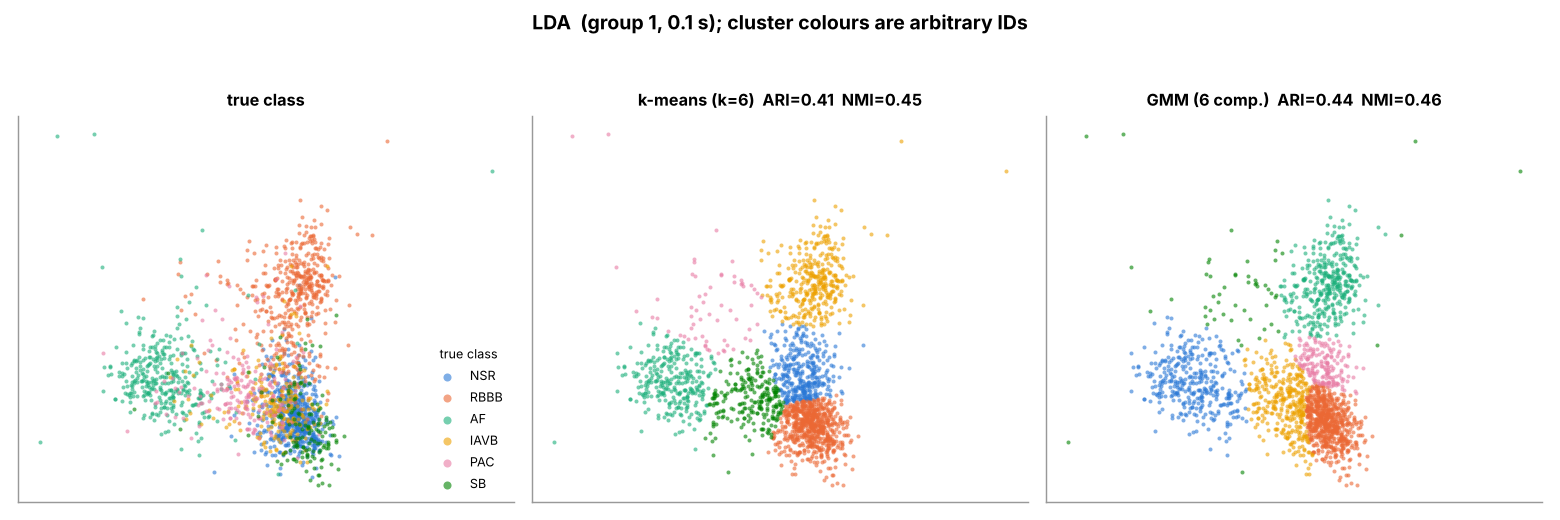 LDA (group 1, 0.1 s); cluster colours are arbitrary IDs
true class
k-means (k=6) ARI=0.41 NMI=0.45
GMM (6 comp.) ARI=0.44 NMI=0.46
true class
NSR
RBBB
AF
IAVB
PAC
SB